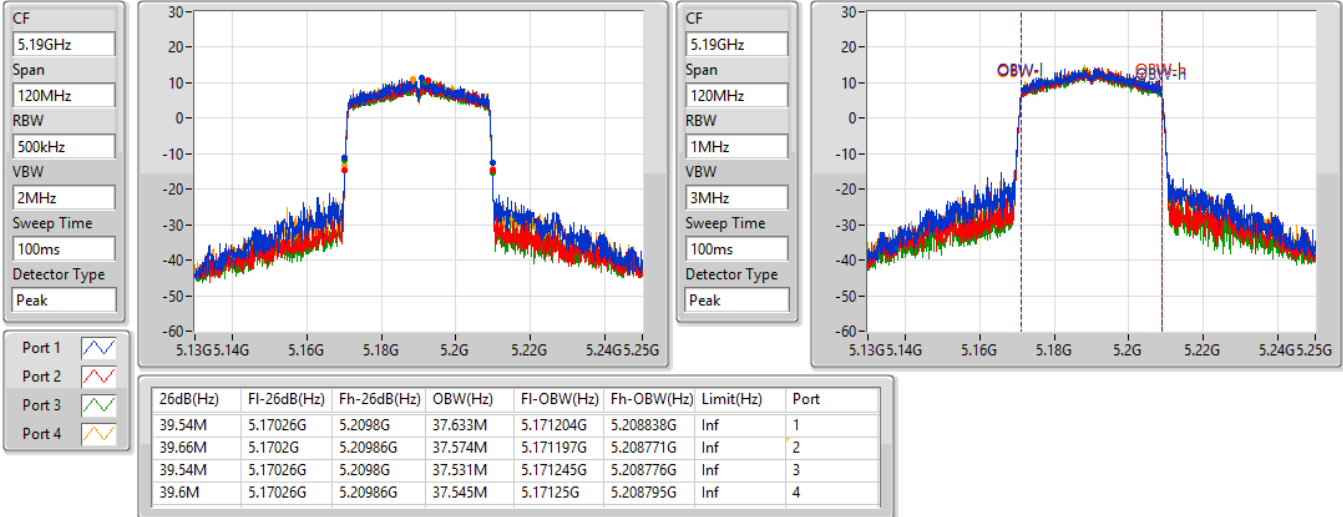 CF
5.19GHz
Span
120MHz
RBW
500kHz
VBW
2MHz
Sweep Time
100ms
Detector Type
Peak
30
20
10
0
-10
-20
-30
-40
-50
-60
5.13G 5.14G 5.16G 5.18G 5.2G 5.22G 5.24G 5.25G
CF
5.19GHz
Span
120MHz
RBW
1MHz
VBW
3MHz
Sweep Time
100ms
Detector Type
Peak
30
20
10
0
-10
-20
-30
-40
-50
-60
OBW-l OBW-h
5.13G 5.14G 5.16G 5.18G 5.2G 5.22G 5.24G 5.25G
Port 1
Port 2
Port 3
Port 4
26dB(Hz) Fl-26dB(Hz) Fh-26dB(Hz) OBW(Hz) Fl-OBW(Hz) Fh-OBW(Hz) Limit(Hz) Port
39.54M 5.17026G 5.2098G 37.633M 5.171204G 5.208838G Inf 1
39.66M 5.1702G 5.20986G 37.574M 5.171197G 5.208771G Inf 2
39.54M 5.17026G 5.2098G 37.531M 5.171245G 5.208776G Inf 3
39.6M 5.17026G 5.20986G 37.545M 5.17125G 5.208795G Inf 4